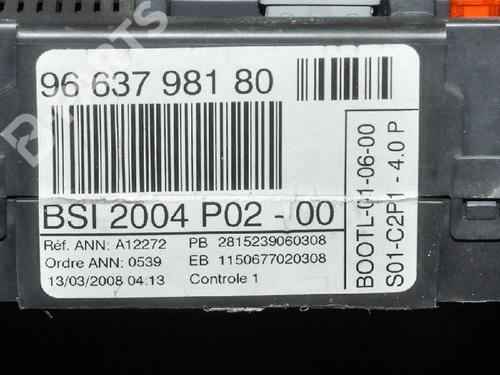 96 637 981 80
BSI 2004 P02 - 00
Réf. ANN: A12272 PB 2815239060308
Ordre ANN: 0539 EB 1150677020308
13/03/2008 04:13 Controle 1
BOOTL-01-06-00
S01-C2P1 - 4.0 P